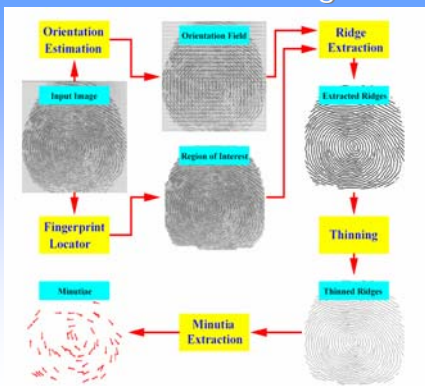 Orientation
Estimation
Orientation Field
Ridge
Extraction
Input Image
Extracted Ridges
Region of Interest
Fingerprint
Locator
Thinning
Minutiae
Thinned Ridges
Minutia
Extraction